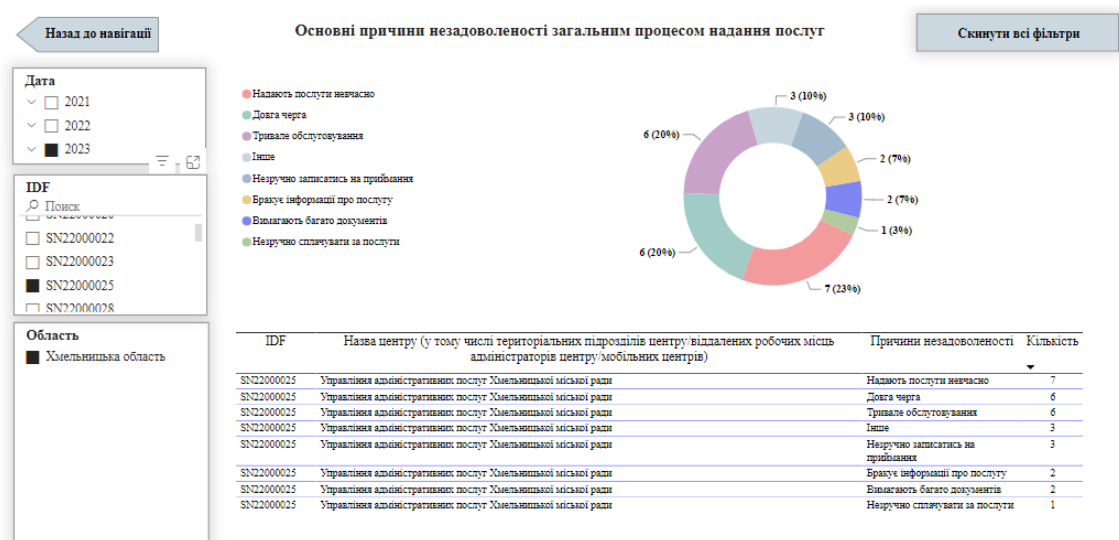 Назад до навігації
Основні причини незадоволеності загальним процесом надання послуг
Скинути всі фільтри
Дата
2021
2022
2023
IDF
Поиск
SN22000020
SN22000022
SN22000023
SN22000025
SN22000028
Область
Хмельницька область
Надають послуги невчасно
Довга черга
Тривале обслуговування
Інше
Незручно записатись на приймання
Бракує інформації про послугу
Вимагають багато документів
Незручно сплачувати за послуги
3 (10%)
3 (10%)
2 (7%)
2 (7%)
1 (3%)
7 (23%)
6 (20%)
6 (20%)
IDF Назва центру (у тому числі територіальних підрозділів центру/віддалених робочих місць Причини незадоволеності Кількість
адміністраторів центру/мобільних центрів)
SN22000025 Управління адміністративних послуг Хмельницької міської ради Надають послуги невчасно 7
SN22000025 Управління адміністративних послуг Хмельницької міської ради Довга черга 6
SN22000025 Управління адміністративних послуг Хмельницької міської ради Тривале обслуговування 6
SN22000025 Управління адміністративних послуг Хмельницької міської ради Інше 3
SN22000025 Управління адміністративних послуг Хмельницької міської ради Незручно записатись на 3
приймання
SN22000025 Управління адміністративних послуг Хмельницької міської ради Бракує інформації про послугу 2
SN22000025 Управління адміністративних послуг Хмельницької міської ради Вимагають багато документів 2
SN22000025 Управління адміністративних послуг Хмельницької міської ради Незручно сплачувати за послуги 1